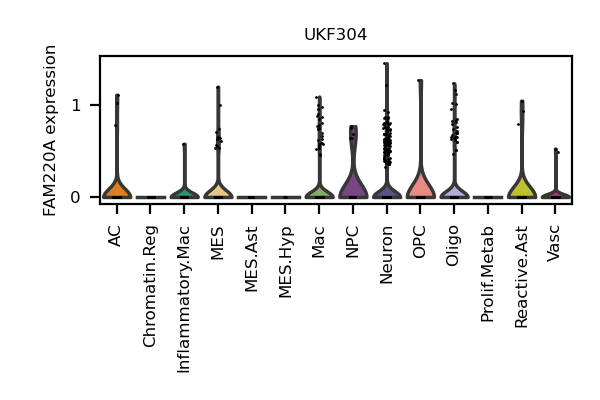 UKF304
FAM220A expression
1
0
AC
Chromatin.Reg
Inflammatory.Mac
MES
MES.Ast
MES.Hyp
Mac
NPC
Neuron
OPC
Oligo
Prolif.Metab
Reactive.Ast
Vasc